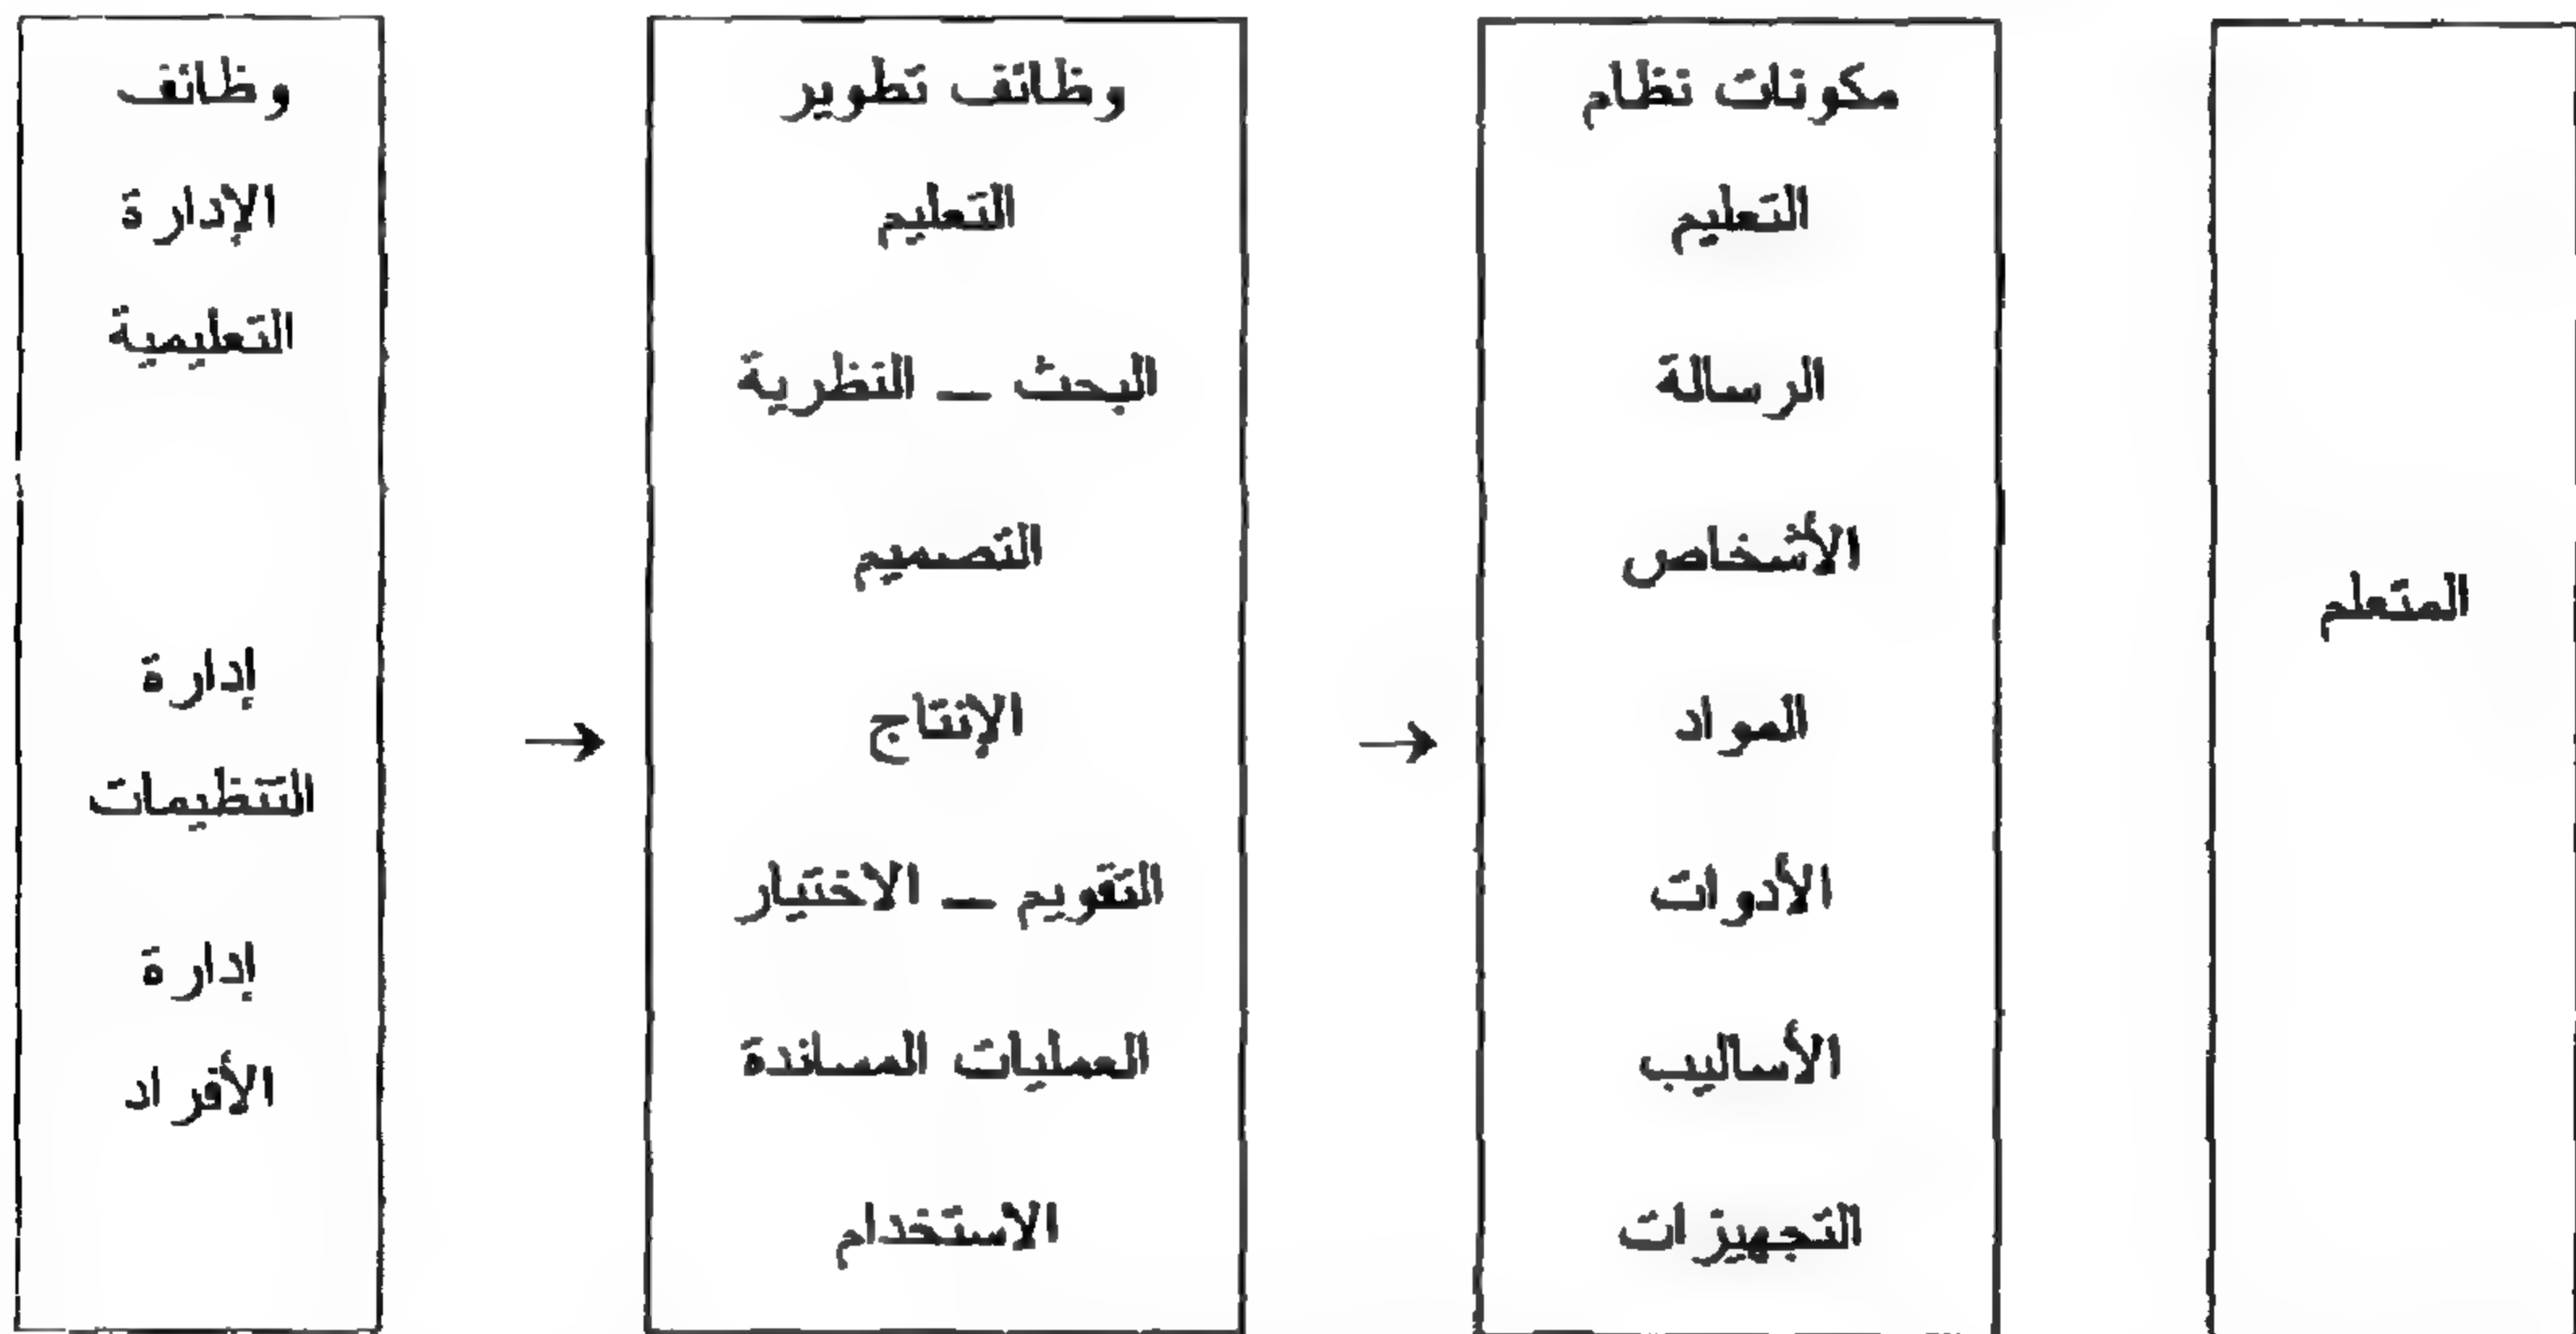 وظائف
الإدارة
التعليمية
إدارة
التنظيمات
إدارة
الأفراد
→
وظائف تطوير
التعليم
البحث – النظرية
التصميم
الإنتاج
التقويم – الاختيار
العمليات المساندة
الاستخدام
→
مكونات نظام
التعليم
الرسالة
الأشخاص
المواد
الأدوات
الأساليب
التجهيزات
المتعلم